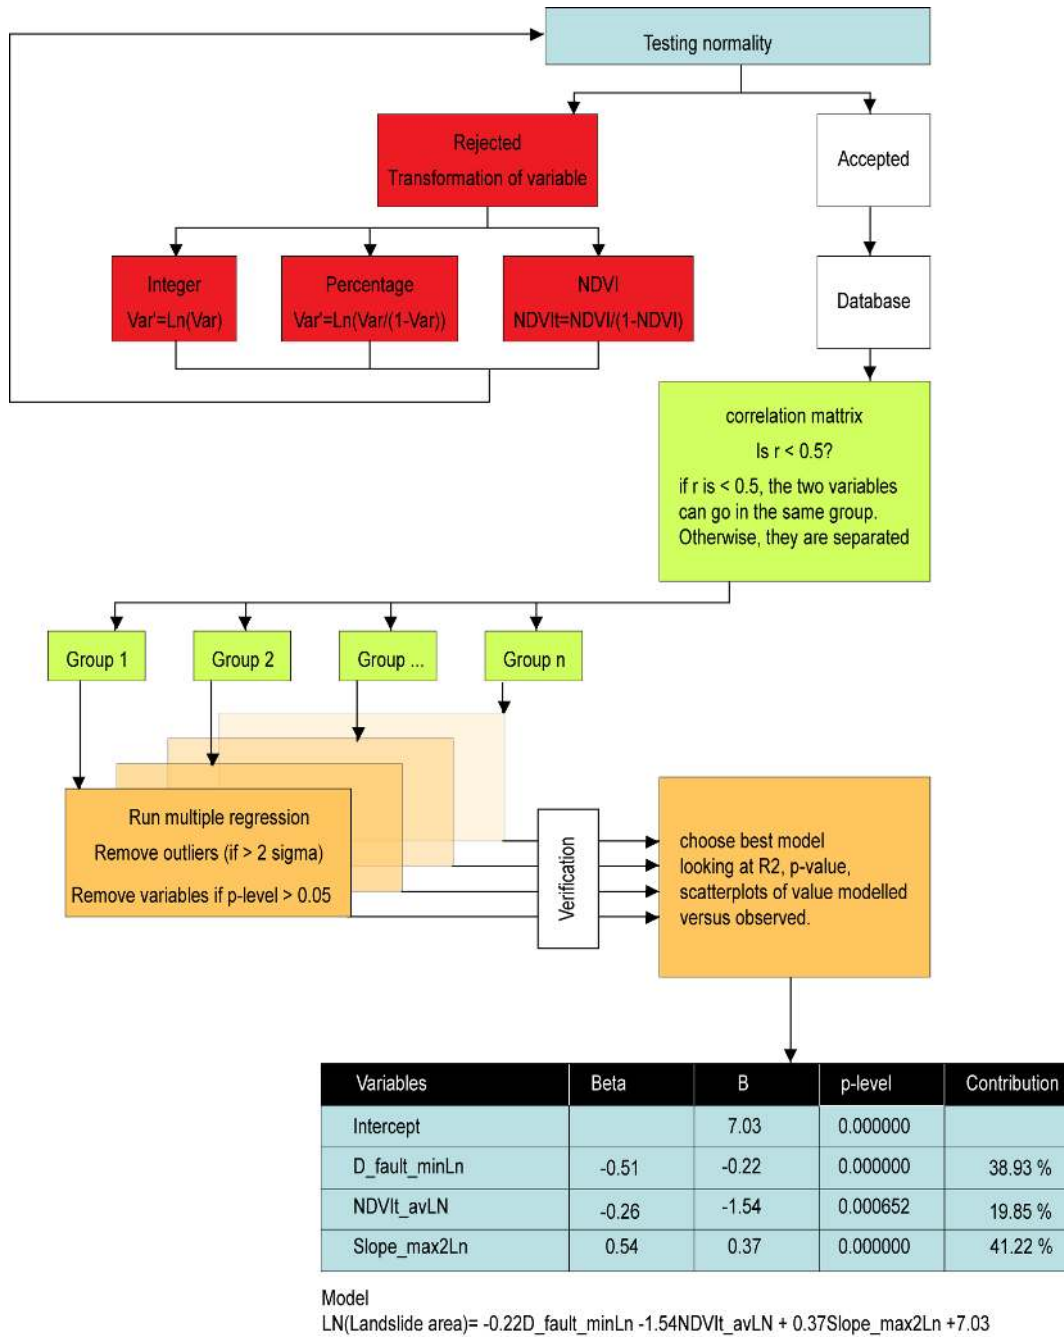 Testing normality
Rejected
Transformation of variable
Accepted
Integer
Var'=Ln(Var)
Percentage
Var'=Ln(Var/(1-Var))
NDVI
NDVIt=NDVI/(1-NDVI)
Database
correlation mattrix
Is r < 0.5?
if r is < 0.5, the two variables
can go in the same group.
Otherwise, they are separated
Group 1
Group 2
Group ...
Group n
Run multiple regression
Remove outliers (if > 2 sigma)
Remove variables if p-level > 0.05
Verification
choose best model
looking at R2, p-value,
scatterplots of value modelled
versus observed.
Variables Beta B p-level Contribution
Intercept 7.03 0.000000
D_fault_minLn -0.51 -0.22 0.000000 38.93 %
NDVIt_avLN -0.26 -1.54 0.000652 19.85 %
Slope_max2Ln 0.54 0.37 0.000000 41.22 %
Model
LN(Landslide area)= -0.22D_fault_minLn -1.54NDVIt_avLN + 0.37Slope_max2Ln +7.03